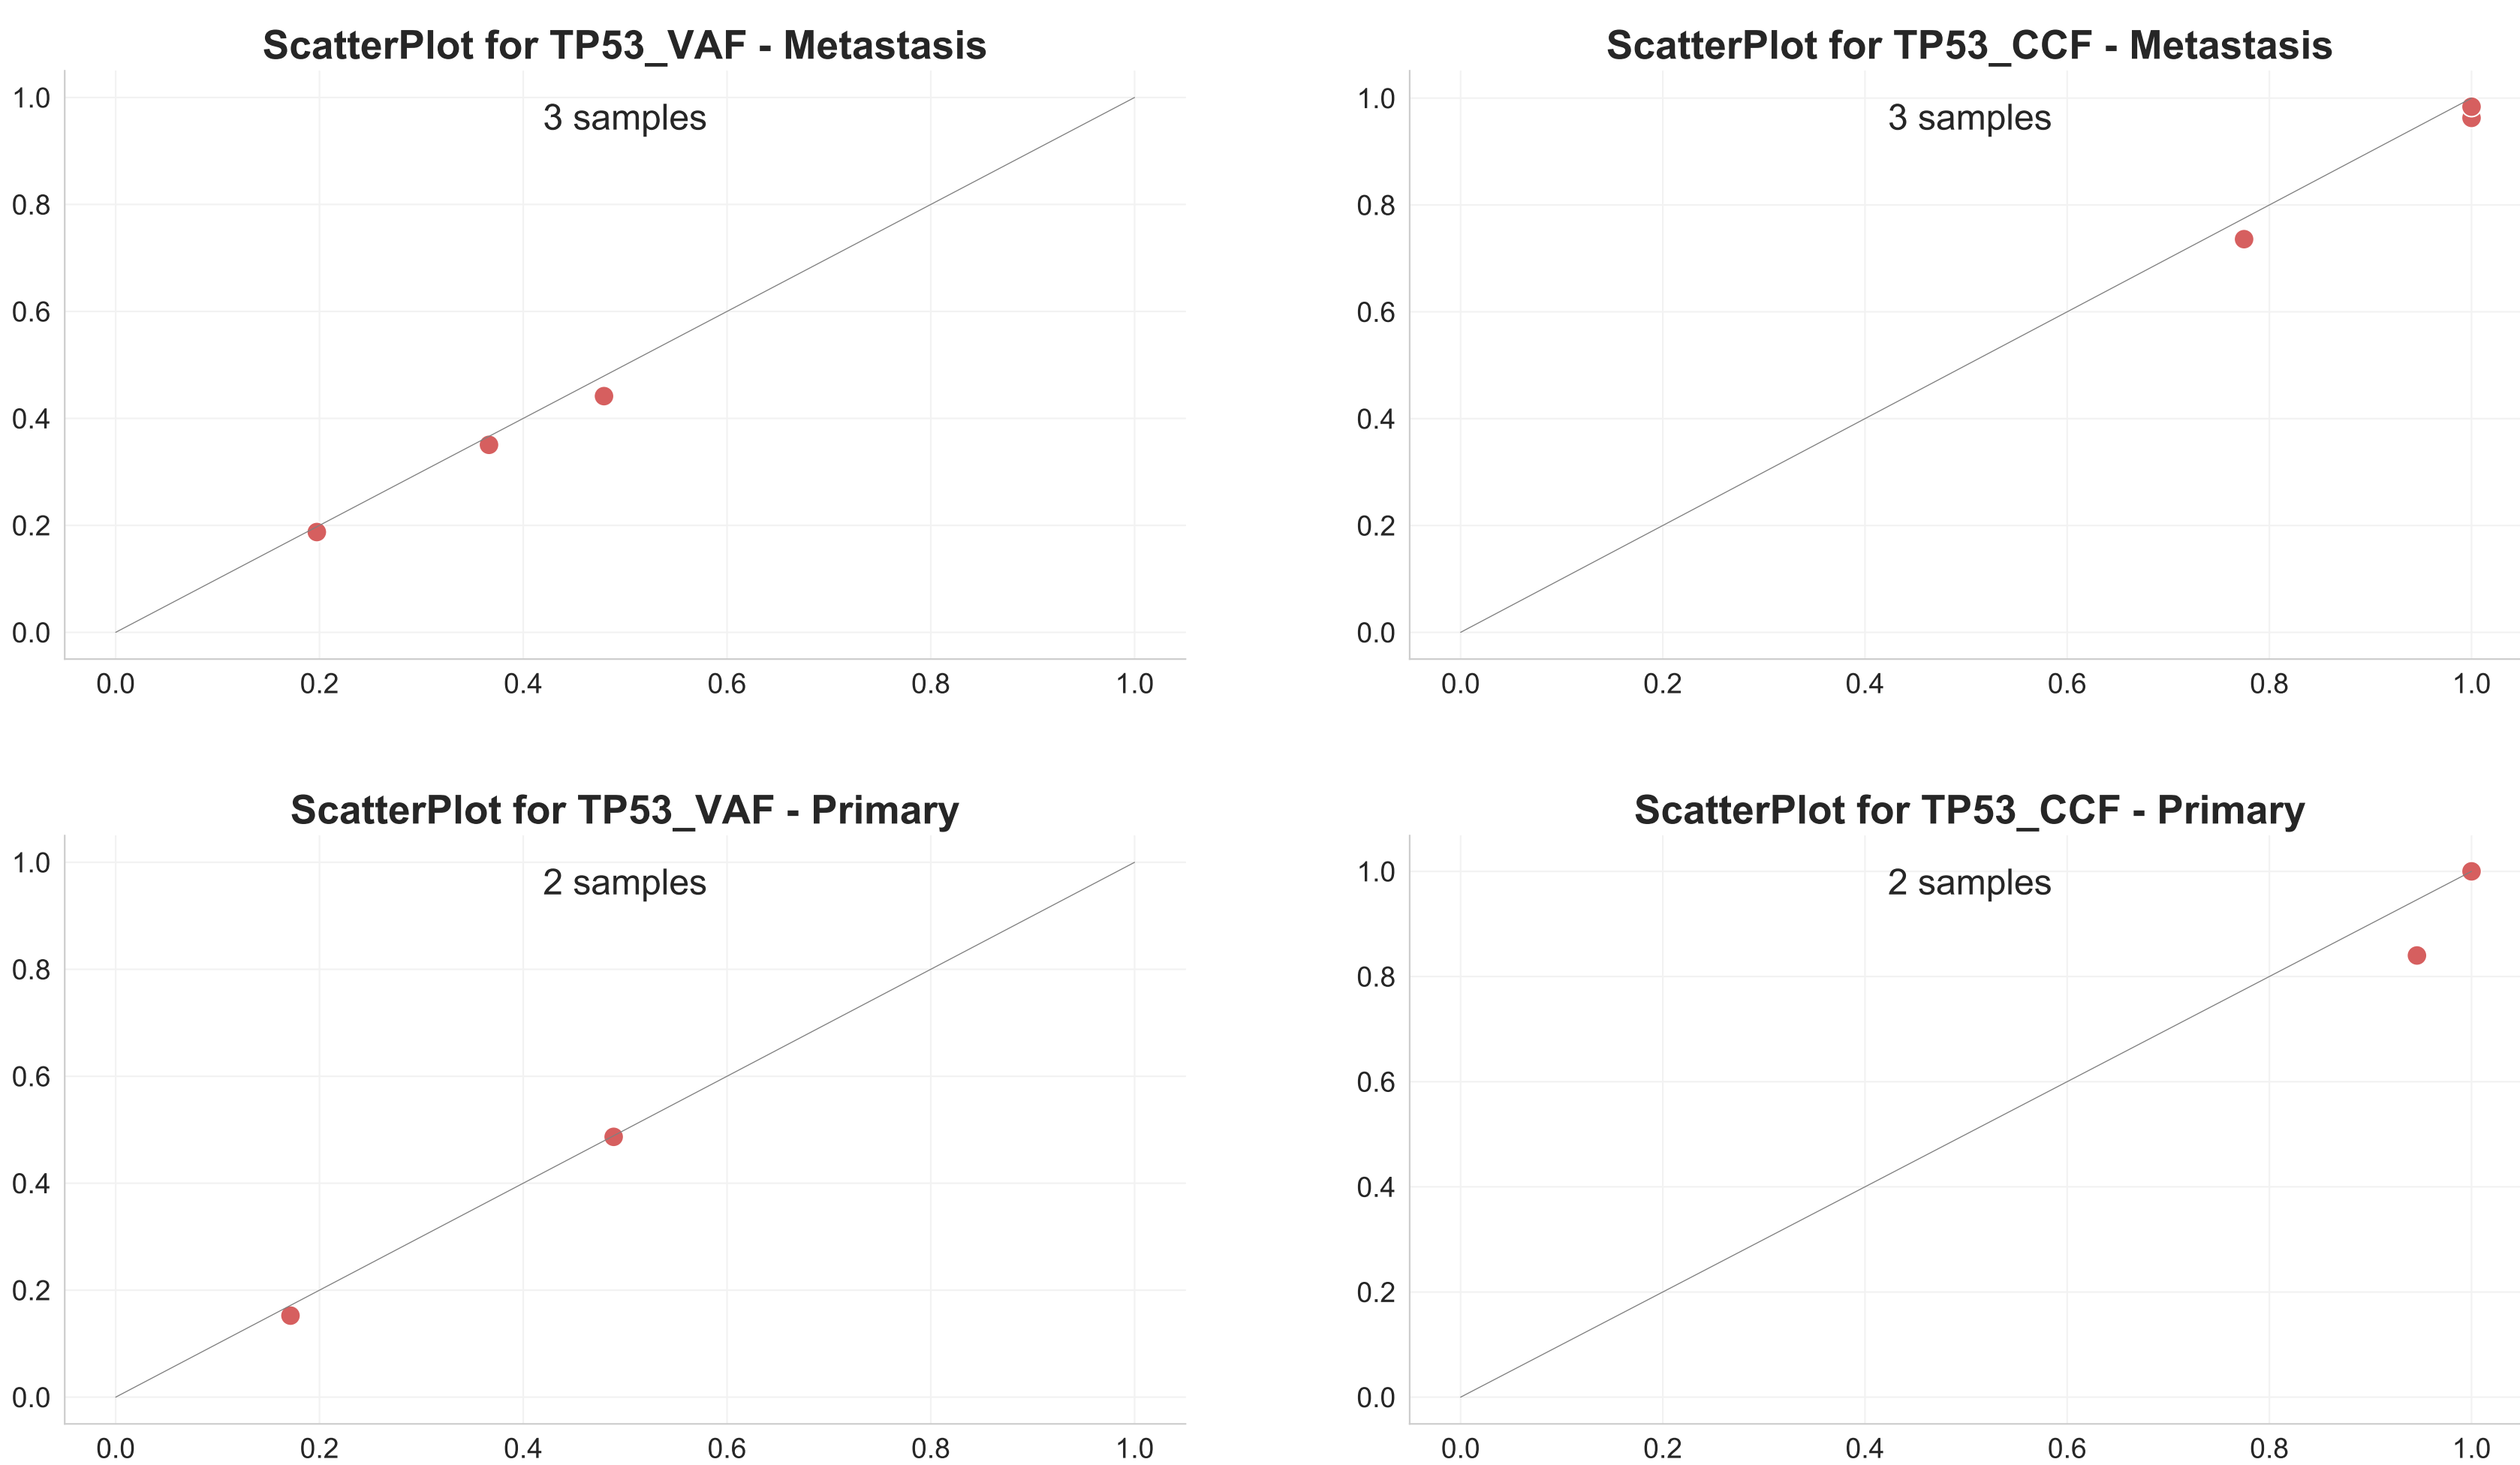 ScatterPlot for TP53_VAF - Metastasis
3 samples
1.0
0.8
0.6
0.4
0.2
0.0
0.0 0.2 0.4 0.6 0.8 1.0
ScatterPlot for TP53_CCF - Metastasis
3 samples
1.0
0.8
0.6
0.4
0.2
0.0
0.0 0.2 0.4 0.6 0.8 1.0
ScatterPlot for TP53_VAF - Primary
2 samples
1.0
0.8
0.6
0.4
0.2
0.0
0.0 0.2 0.4 0.6 0.8 1.0
ScatterPlot for TP53_CCF - Primary
2 samples
1.0
0.8
0.6
0.4
0.2
0.0
0.0 0.2 0.4 0.6 0.8 1.0